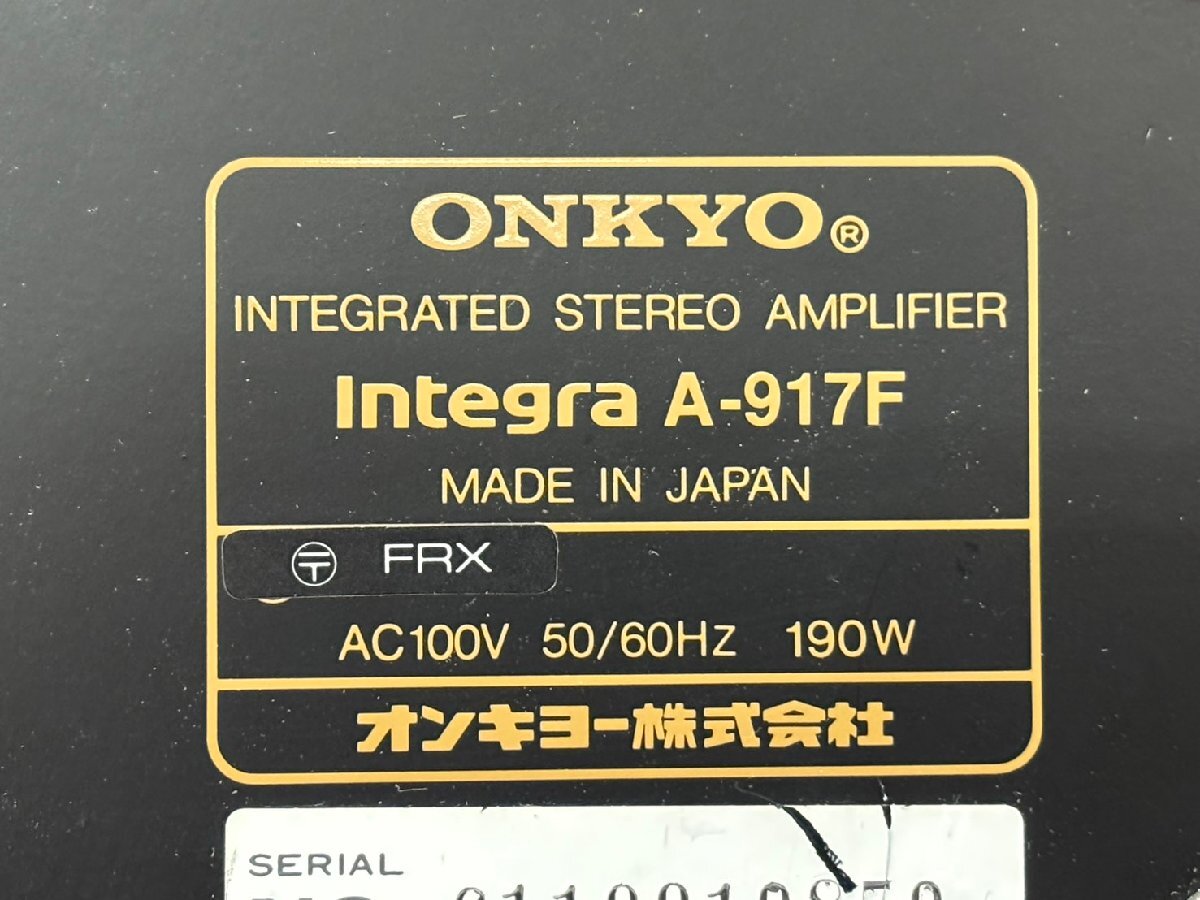 ONKYO®
INTEGRATED STEREO AMPLIFIER
Integra A-917F
MADE IN JAPAN
〒 FRX
AC100V 50/60Hz 190W
オンキヨー株式会社
SERIAL